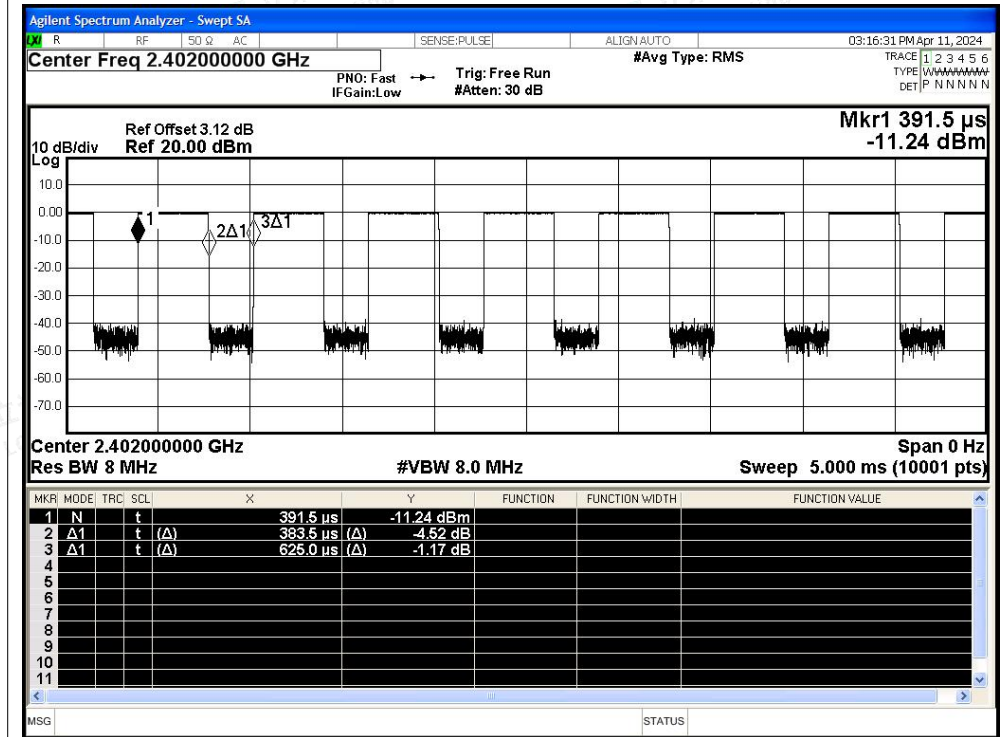 Agilent Spectrum Analyzer - Swept SA
LXI R RF 50 Ω AC SENSE:PULSE ALIGN AUTO 03:16:31 PM Apr 11, 2024
Center Freq 2.402000000 GHz #Avg Type: RMS TRACE 1 2 3 4 5 6
PNO: Fast Trig: Free Run TYPE WWWWWW
IFGain:Low #Atten: 30 dB DET P N N N N N
Mkr1 391.5 µs
Ref Offset 3.12 dB
10 dB/div Ref 20.00 dBm -11.24 dBm
Log
10.0
0.00
1 2Δ1 3Δ1
-10.0
-20.0
-30.0
-40.0
-50.0
-60.0
-70.0
Center 2.402000000 GHz Span 0 Hz
Res BW 8 MHz #VBW 8.0 MHz Sweep 5.000 ms (10001 pts)
MKR MODE TRC SCL X Y FUNCTION FUNCTION WIDTH FUNCTION VALUE
1 N t 391.5 µs -11.24 dBm
2 Δ1 t (Δ) 383.5 µs (Δ) -4.52 dB
3 Δ1 t (Δ) 625.0 µs (Δ) -1.17 dB
4
5
6
7
8
9
10
11
MSG STATUS